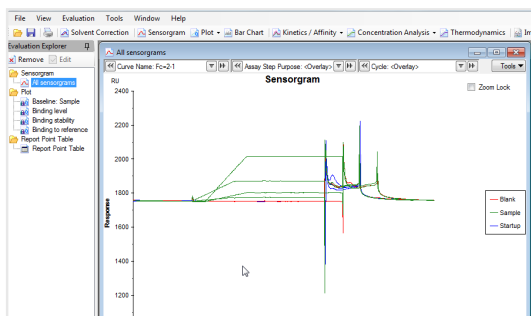 File View Evaluation Tools Window Help
Solvent Correction Sensorgram Plot Bar Chart Kinetics / Affinity Concentration Analysis Thermodynamics
Evaluation Explorer
Remove Edit
Sensorgram
All sensorgrams
Plot
Baseline: Sample
Binding level
Binding stability
Binding to reference
Report Point Table
Report Point Table
All sensorgrams
Curve Name: Fc=2-1 Assay Step Purpose: <Overlay> Cycle: <Overlay> Tools
RU Sensorgram
Zoom Lock
2400
2200
2000
1800
1600
1400
1200
Response
Blank
Sample
Startup